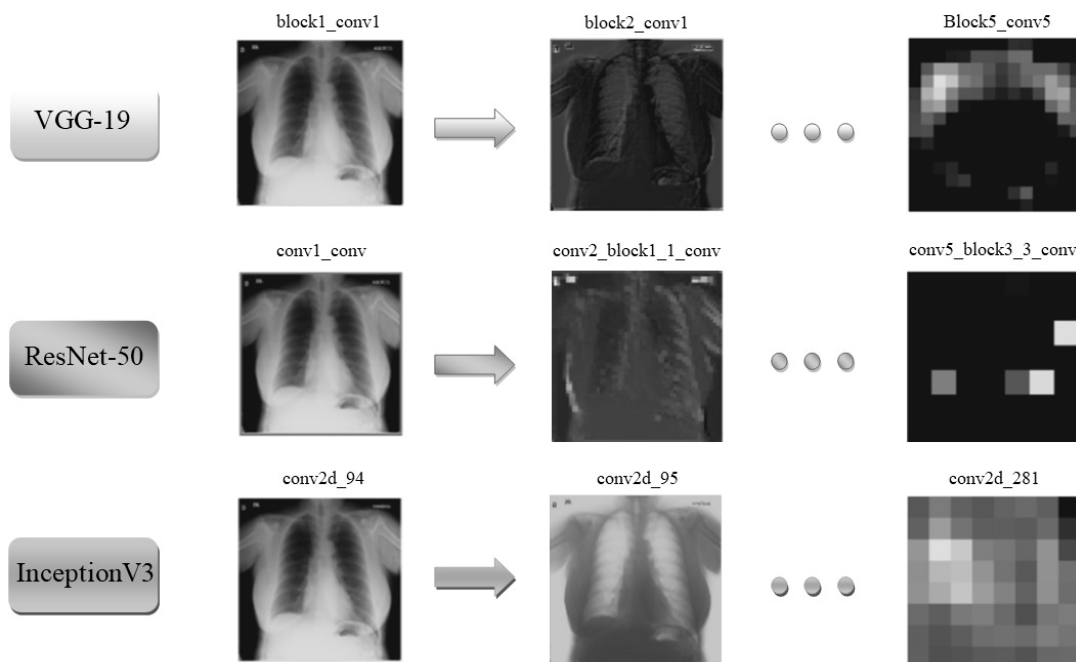 block1_conv1
block2_conv1
Block5_conv5
VGG-19
conv1_conv
conv2_block1_1_conv
conv5_block3_3_conv
ResNet-50
conv2d_94
conv2d_95
conv2d_281
InceptionV3